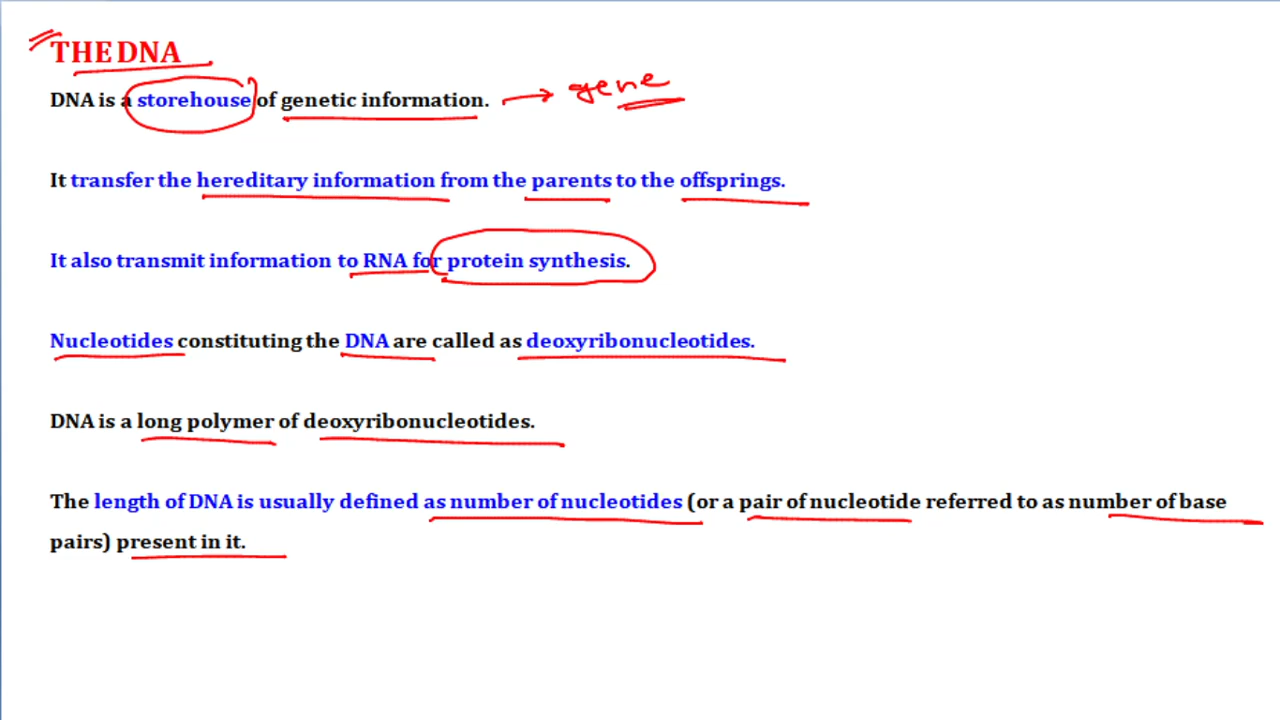 THE DNA
DNA is a storehouse of genetic information. → gene
It transfer the hereditary information from the parents to the offsprings.
It also transmit information to RNA for protein synthesis.
Nucleotides constituting the DNA are called as deoxyribonucleotides.
DNA is a long polymer of deoxyribonucleotides.
The length of DNA is usually defined as number of nucleotides (or a pair of nucleotide referred to as number of base
pairs) present in it.